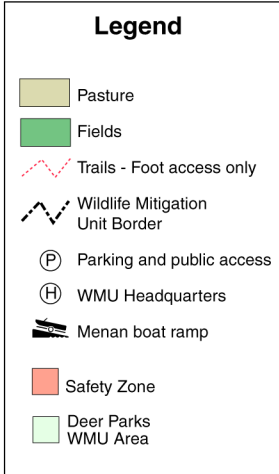 Legend
Pasture
Fields
Trails - Foot access only
Wildlife Mitigation
Unit Border
P Parking and public access
H WMU Headquarters
Menan boat ramp
Safety Zone
Deer Parks
WMU Area